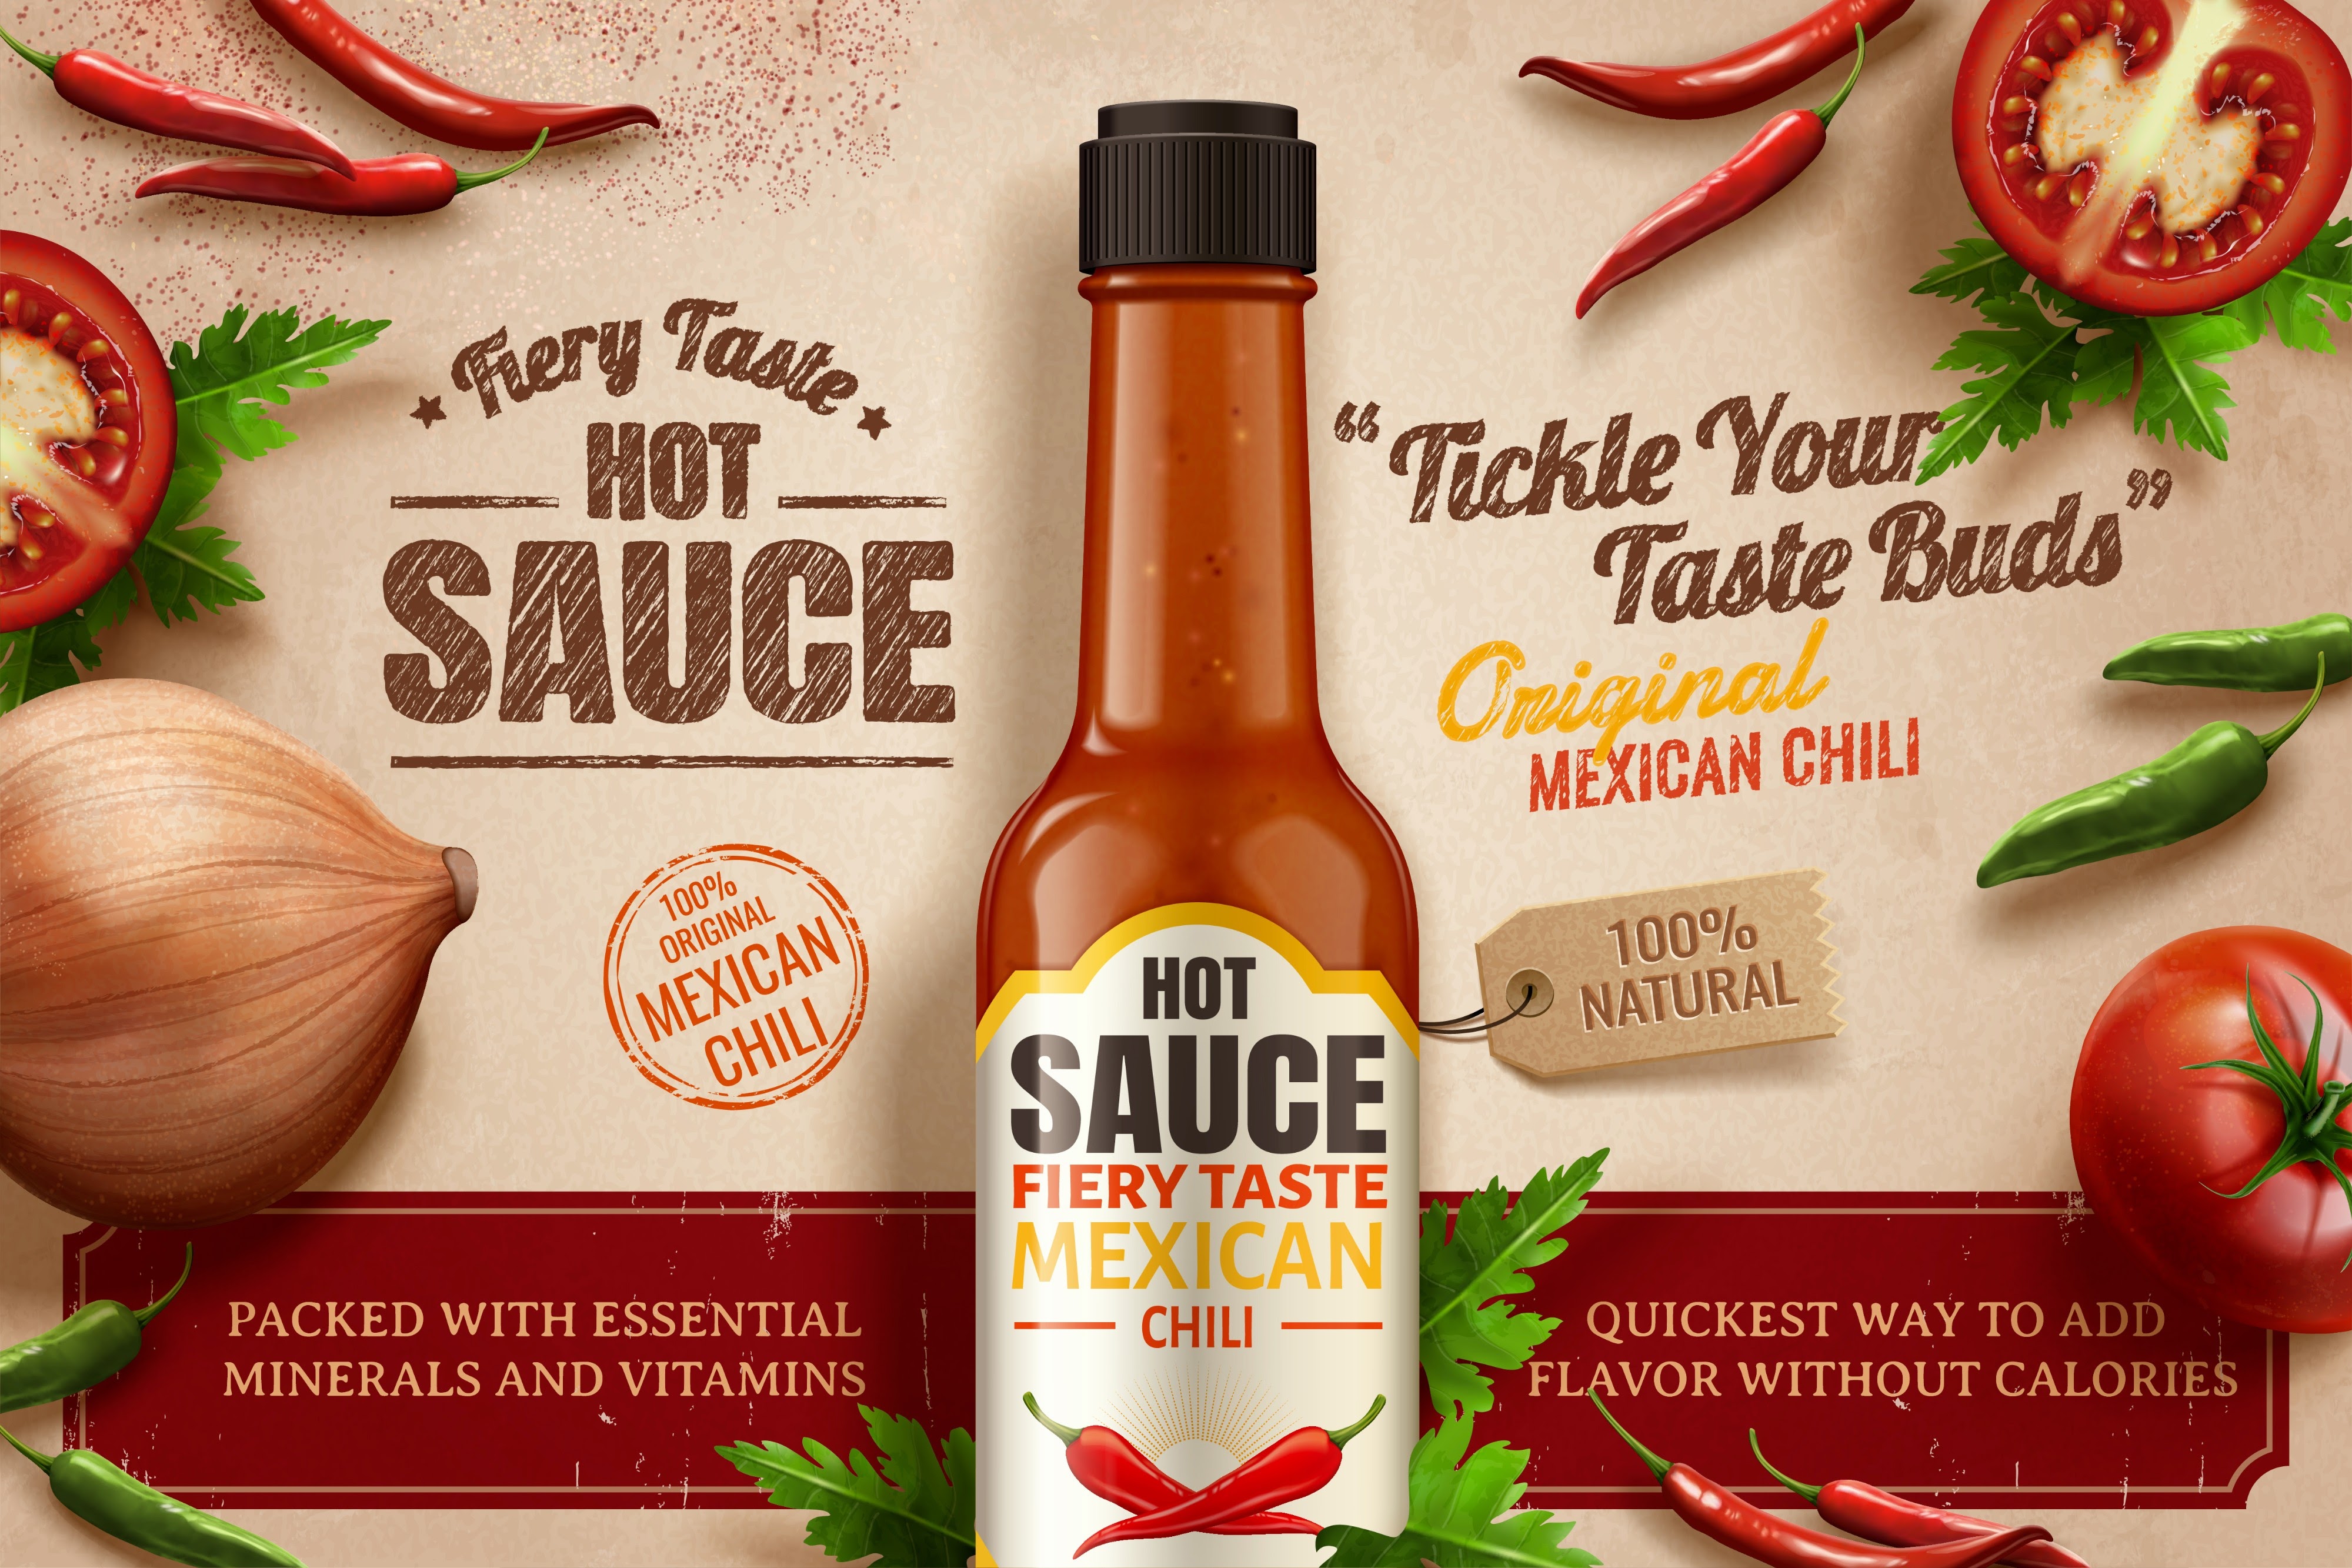 Fiery Taste
HOT
SAUCE
100%
ORIGINAL
MEXICAN
CHILI
PACKED WITH ESSENTIAL
MINERALS AND VITAMINS
HOT
SAUCE
FIERY TASTE
MEXICAN
CHILI
“Tickle Your
Taste Buds”
Original
MEXICAN CHILI
100%
NATURAL
QUICKEST WAY TO ADD
FLAVOR WITHOUT CALORIES